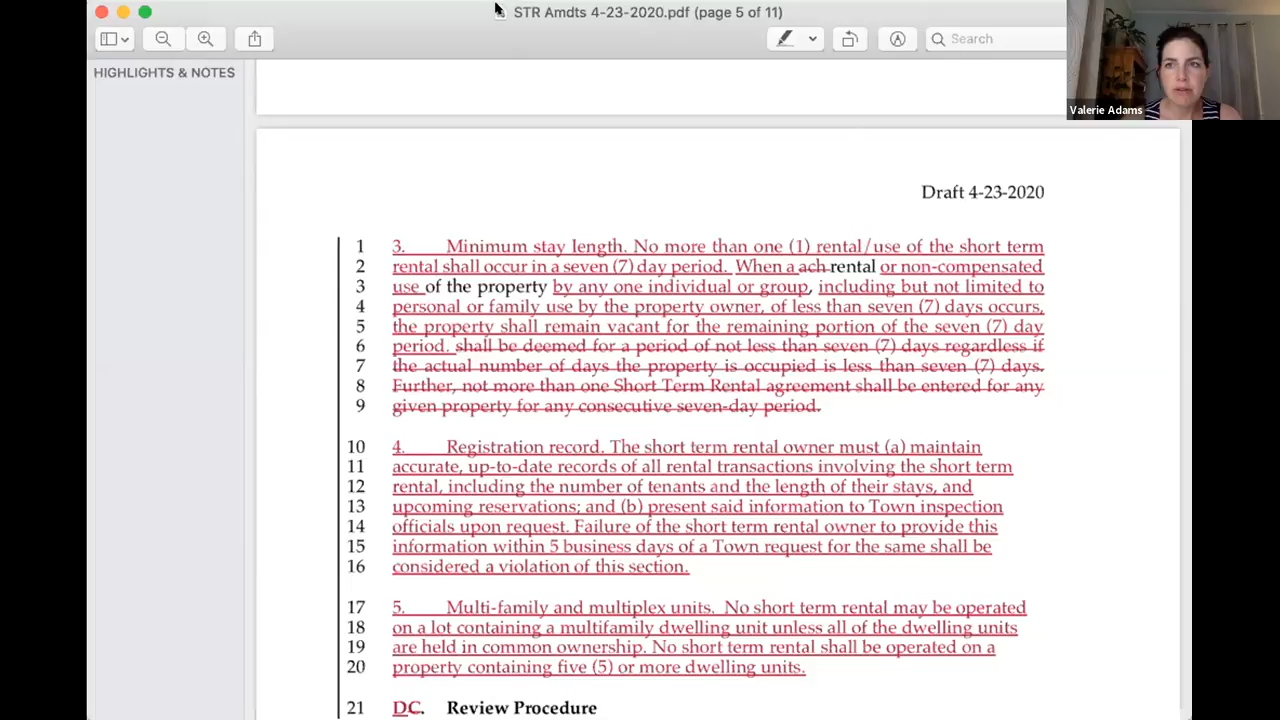 STR Amdts 4-23-2020.pdf (page 5 of 11)
Search
HIGHLIGHTS & NOTES
Valerie Adams
Draft 4-23-2020
1 3. Minimum stay length. No more than one (1) rental/use of the short term
2 rental shall occur in a seven (7) day period. When a ach rental or non-compensated
3 use of the property by any one individual or group, including but not limited to
4 personal or family use by the property owner, of less than seven (7) days occurs,
5 the property shall remain vacant for the remaining portion of the seven (7) day
6 period. shall be deemed for a period of not less than seven (7) days regardless if
7 the actual number of days the property is occupied is less than seven (7) days.
8 Further, not more than one Short Term Rental agreement shall be entered for any
9 given property for any consecutive seven-day period.
10 4. Registration record. The short term rental owner must (a) maintain
11 accurate, up-to-date records of all rental transactions involving the short term
12 rental, including the number of tenants and the length of their stays, and
13 upcoming reservations; and (b) present said information to Town inspection
14 officials upon request. Failure of the short term rental owner to provide this
15 information within 5 business days of a Town request for the same shall be
16 considered a violation of this section.
17 5. Multi-family and multiplex units. No short term rental may be operated
18 on a lot containing a multifamily dwelling unit unless all of the dwelling units
19 are held in common ownership. No short term rental shall be operated on a
20 property containing five (5) or more dwelling units.
21 DC. Review Procedure